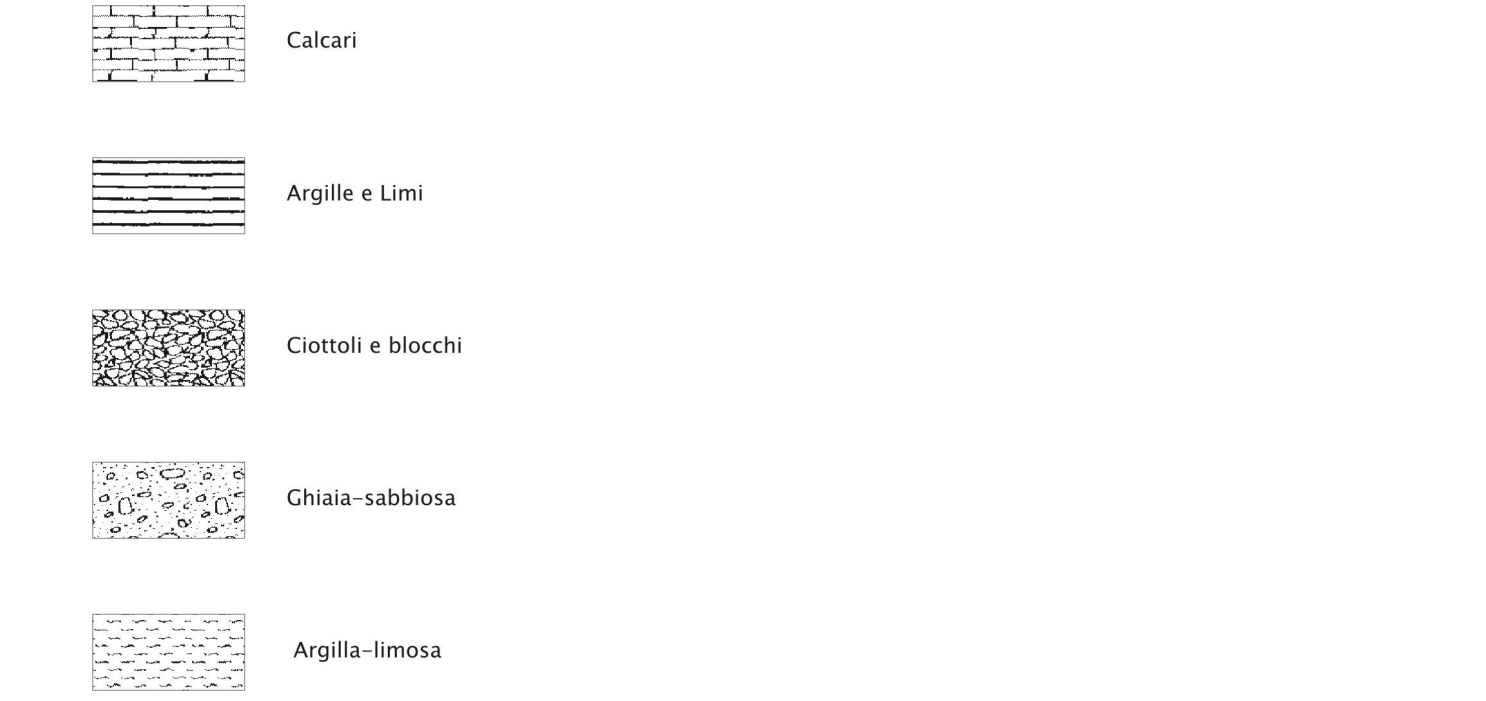 Calcari
Argille e Limi
Ciottoli e blocchi
Ghiaia-sabbiosa
Argilla-limosa